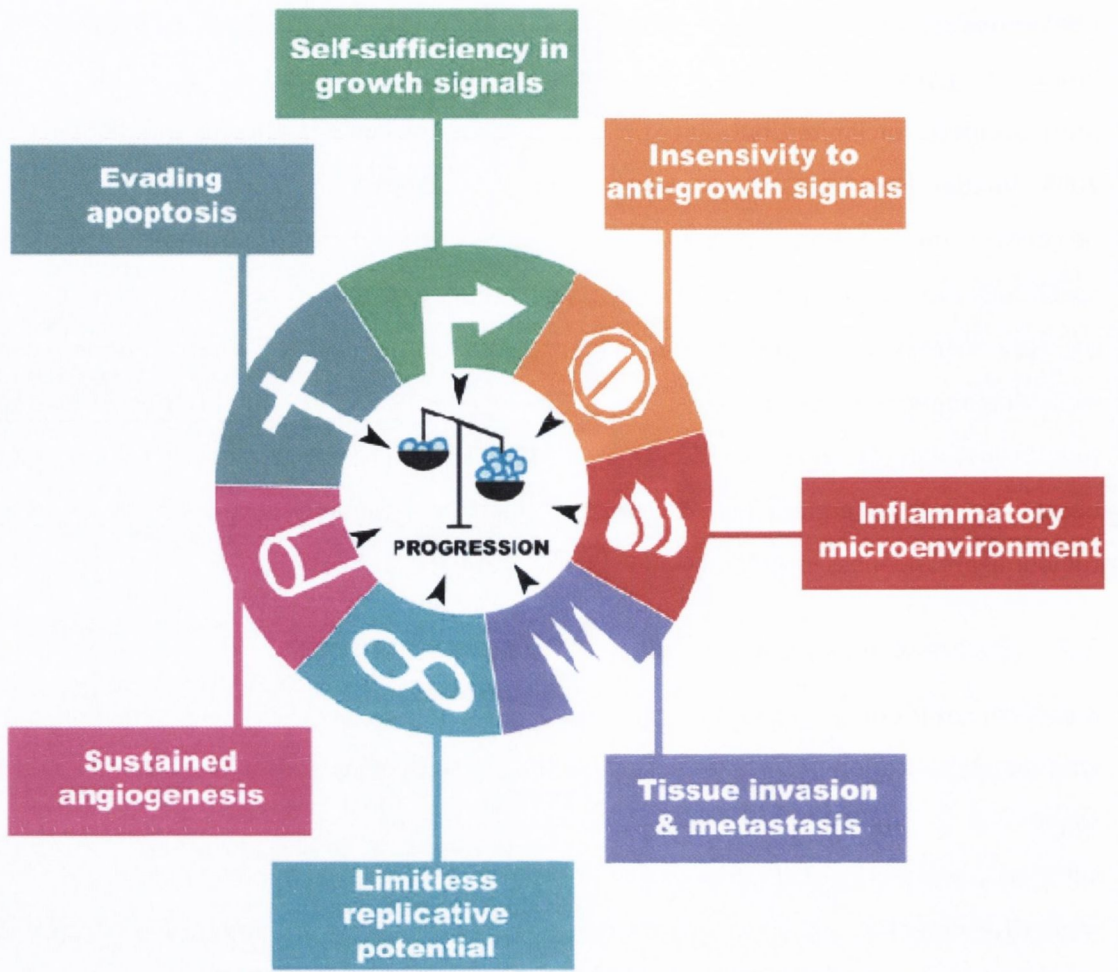 Self-sufficiency in
growth signals
Insensivity to
anti-growth signals
Evading
apoptosis
PROGRESSION
Inflammatory
microenvironment
Sustained
angiogenesis
Tissue invasion
& metastasis
Limitless
replicative
potential